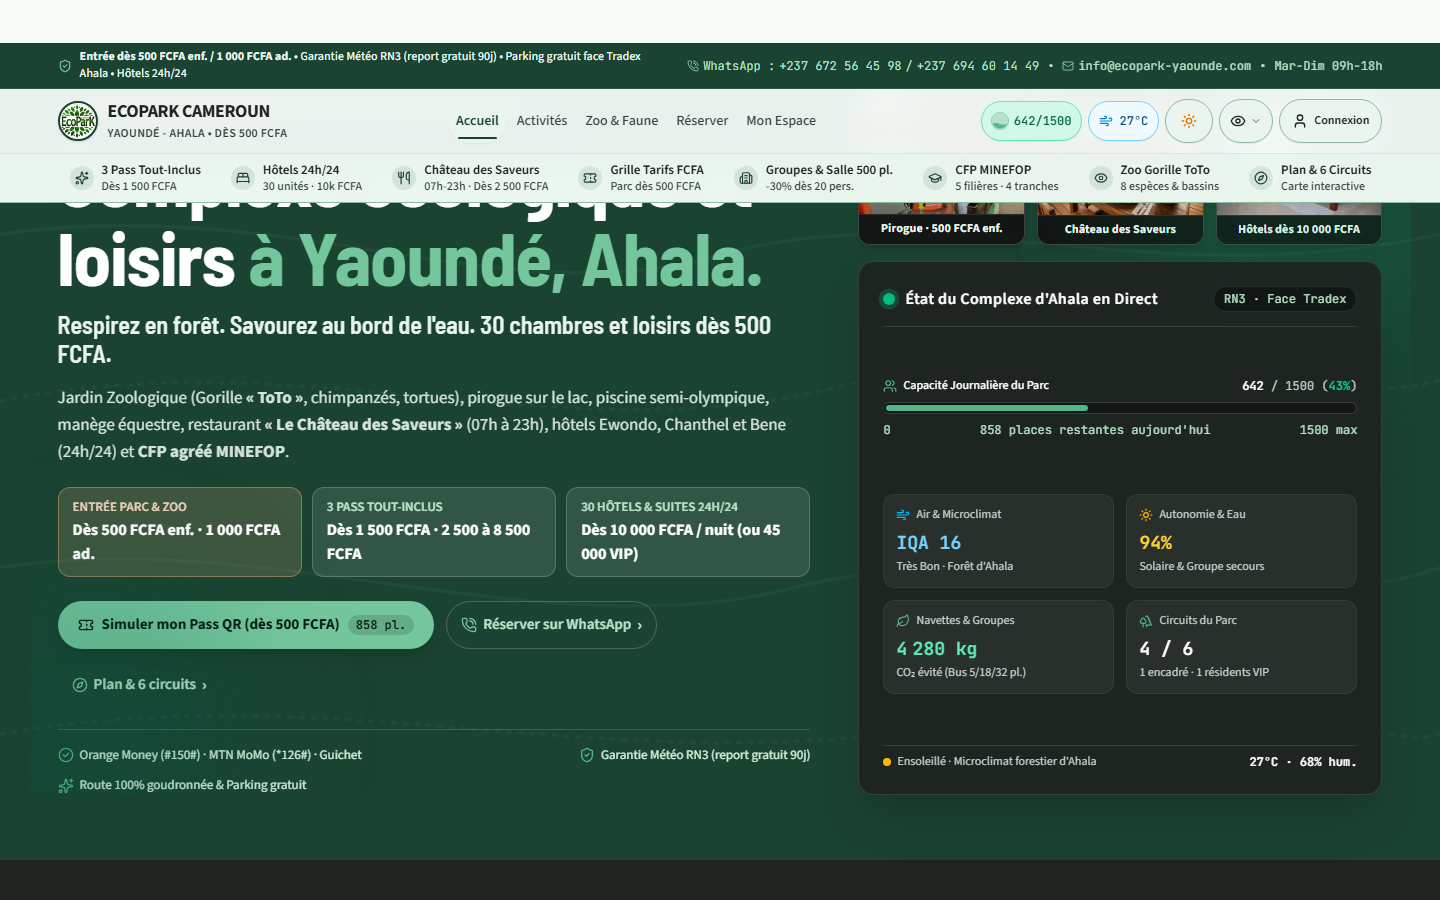 Entrée dès 500 FCFA enf. / 1 000 FCFA ad. • Garantie Météo RN3 (report gratuit 90j) • Parking gratuit face Tradex
Ahala • Hôtels 24h/24
WhatsApp : +237 672 56 45 98 / +237 694 60 14 49 • info@ecopark-yaounde.com • Mar-Dim 09h-18h
EcoParK
ECOPARK CAMEROUN
YAOUNDÉ - AHALA • DÈS 500 FCFA
Accueil
Activités
Zoo & Faune
Réserver
Mon Espace
642/1500
27°C
Connexion
3 Pass Tout-Inclus
Dès 1 500 FCFA
Hôtels 24h/24
30 unités · 10k FCFA
Château des Saveurs
07h-23h · Dès 2 500 FCFA
Grille Tarifs FCFA
Parc dès 500 FCFA
Groupes & Salle 500 pl.
-30% dès 20 pers.
CFP MINEFOP
5 filières · 4 tranches
Zoo Gorille ToTo
8 espèces & bassins
Plan & 6 Circuits
Carte interactive
Complexe écologique et
loisirs à Yaoundé, Ahala.
Respirez en forêt. Savourez au bord de l'eau. 30 chambres et loisirs dès 500
FCFA.
Jardin Zoologique (Gorille « ToTo », chimpanzés, tortues), pirogue sur le lac, piscine semi-olympique,
manège équestre, restaurant « Le Château des Saveurs » (07h à 23h), hôtels Ewondo, Chanthel et Bene
(24h/24) et CFP agréé MINEFOP.
ENTRÉE PARC & ZOO
Dès 500 FCFA enf. · 1 000 FCFA
ad.
3 PASS TOUT-INCLUS
Dès 1 500 FCFA · 2 500 à 8 500
FCFA
30 HÔTELS & SUITES 24H/24
Dès 10 000 FCFA / nuit (ou 45
000 VIP)
Simuler mon Pass QR (dès 500 FCFA) 858 pl.
Réserver sur WhatsApp ›
Plan & 6 circuits ›
Orange Money (#150#) · MTN MoMo (*126#) · Guichet
Garantie Météo RN3 (report gratuit 90j)
Route 100% goudronnée & Parking gratuit
Pirogue · 500 FCFA enf.
Château des Saveurs
Hôtels dès 10 000 FCFA
État du Complexe d'Ahala en Direct
RN3 · Face Tradex
Capacité Journalière du Parc
642 / 1500 (43%)
0
858 places restantes aujourd'hui
1500 max
Air & Microclimat
IQA 16
Très Bon · Forêt d'Ahala
Autonomie & Eau
94%
Solaire & Groupe secours
Navettes & Groupes
4 280 kg
CO₂ évité (Bus 5/18/32 pl.)
Circuits du Parc
4 / 6
1 encadré · 1 résidents VIP
Ensoleillé · Microclimat forestier d'Ahala
27°C · 68% hum.